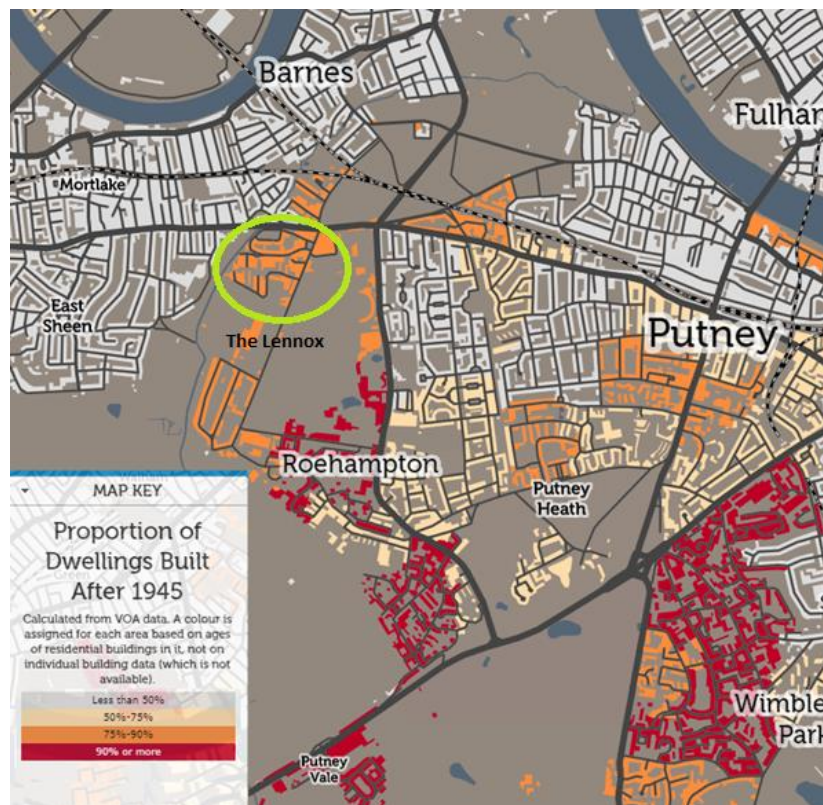 Barnes
Fulhar
Mortlake
East
Sheen
The Lennox
Putney
Roehampton
Putney
Heath
MAP KEY
Proportion of
Dwellings Built
After 1945
Calculated from VOA data. A colour is
assigned for each area based on ages
of residential buildings in it, not on
individual building data (which is not
available).
Less than 50%
50%-75%
75%-90%
90% or more
Wimble
Park
Putney
Vale